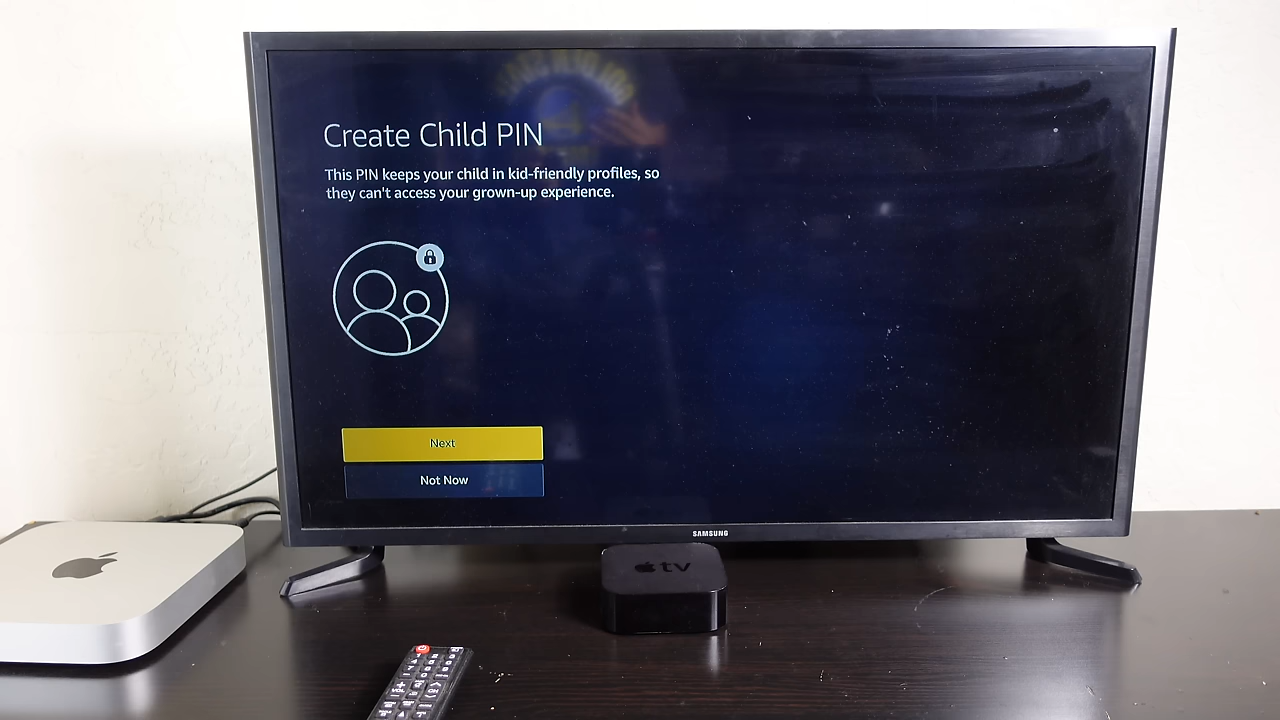 Create Child PIN
This PIN keeps your child in kid-friendly profiles, so
they can't access your grown-up experience.
Next
Not Now
SAMSUNG
tv